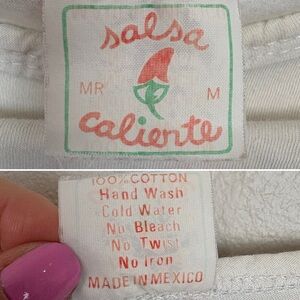 salsa
MR M
caliente
100% COTTON
Hand Wash
Cold Water
No Bleach
No Twist
No Iron
MADE IN MEXICO